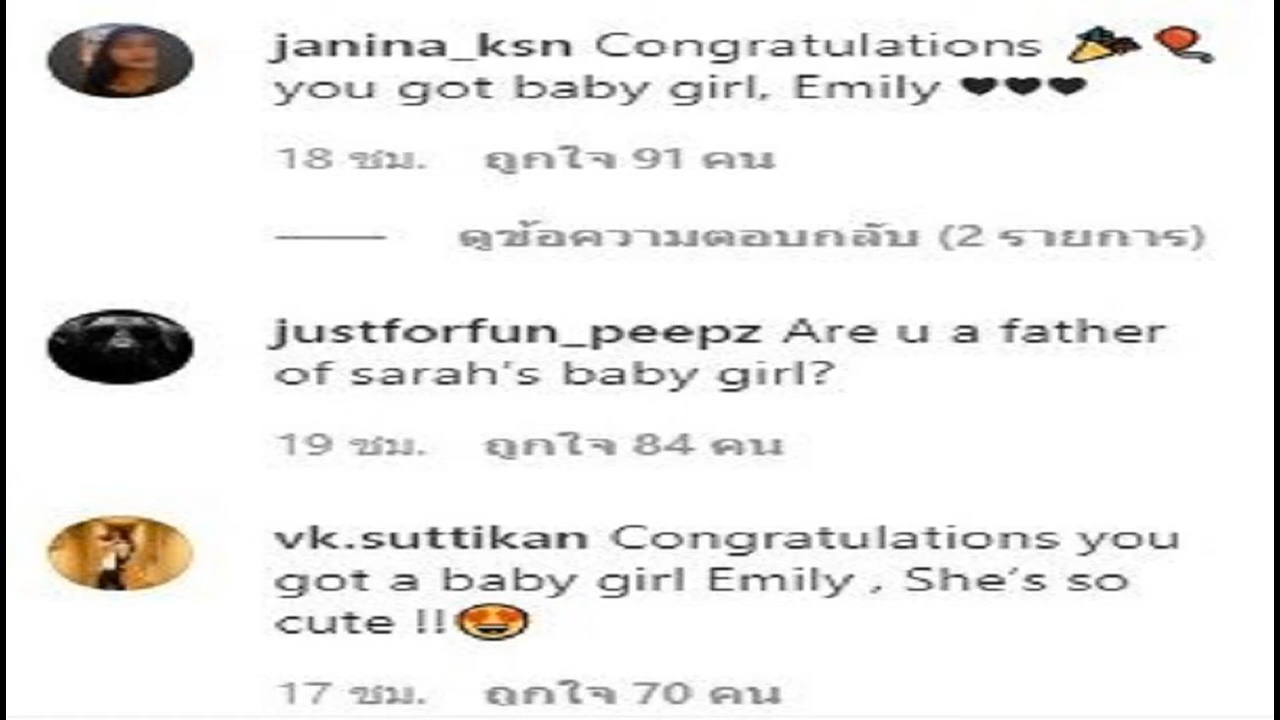 janina_ksn Congratulations 🎉🎈
you got baby girl, Emily 🖤🖤🖤
18 ชม. ถูกใจ 91 คน
ดูข้อความตอบกลับ (2 รายการ)
justforfun_peepz Are u a father
of sarah's baby girl?
19 ชม. ถูกใจ 84 คน
vk.suttikan Congratulations you
got a baby girl Emily , She's so
cute !!😍
17 ชม. ถูกใจ 70 คน